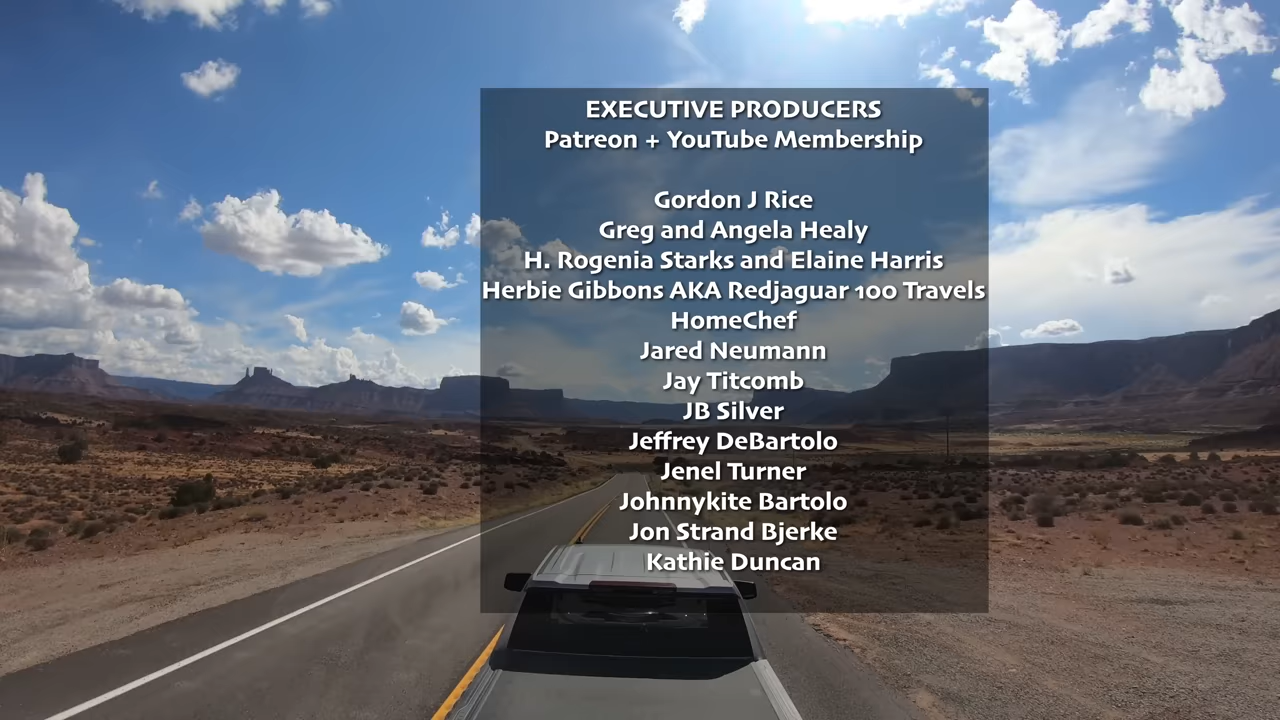 EXECUTIVE PRODUCERS
Patreon + YouTube Membership
Gordon J Rice
Greg and Angela Healy
H. Rogenia Starks and Elaine Harris
Herbie Gibbons AKA Redjaguar 100 Travels
HomeChef
Jared Neumann
Jay Titcomb
JB Silver
Jeffrey DeBartolo
Jenel Turner
Johnnykite Bartolo
Jon Strand Bjerke
Kathie Duncan